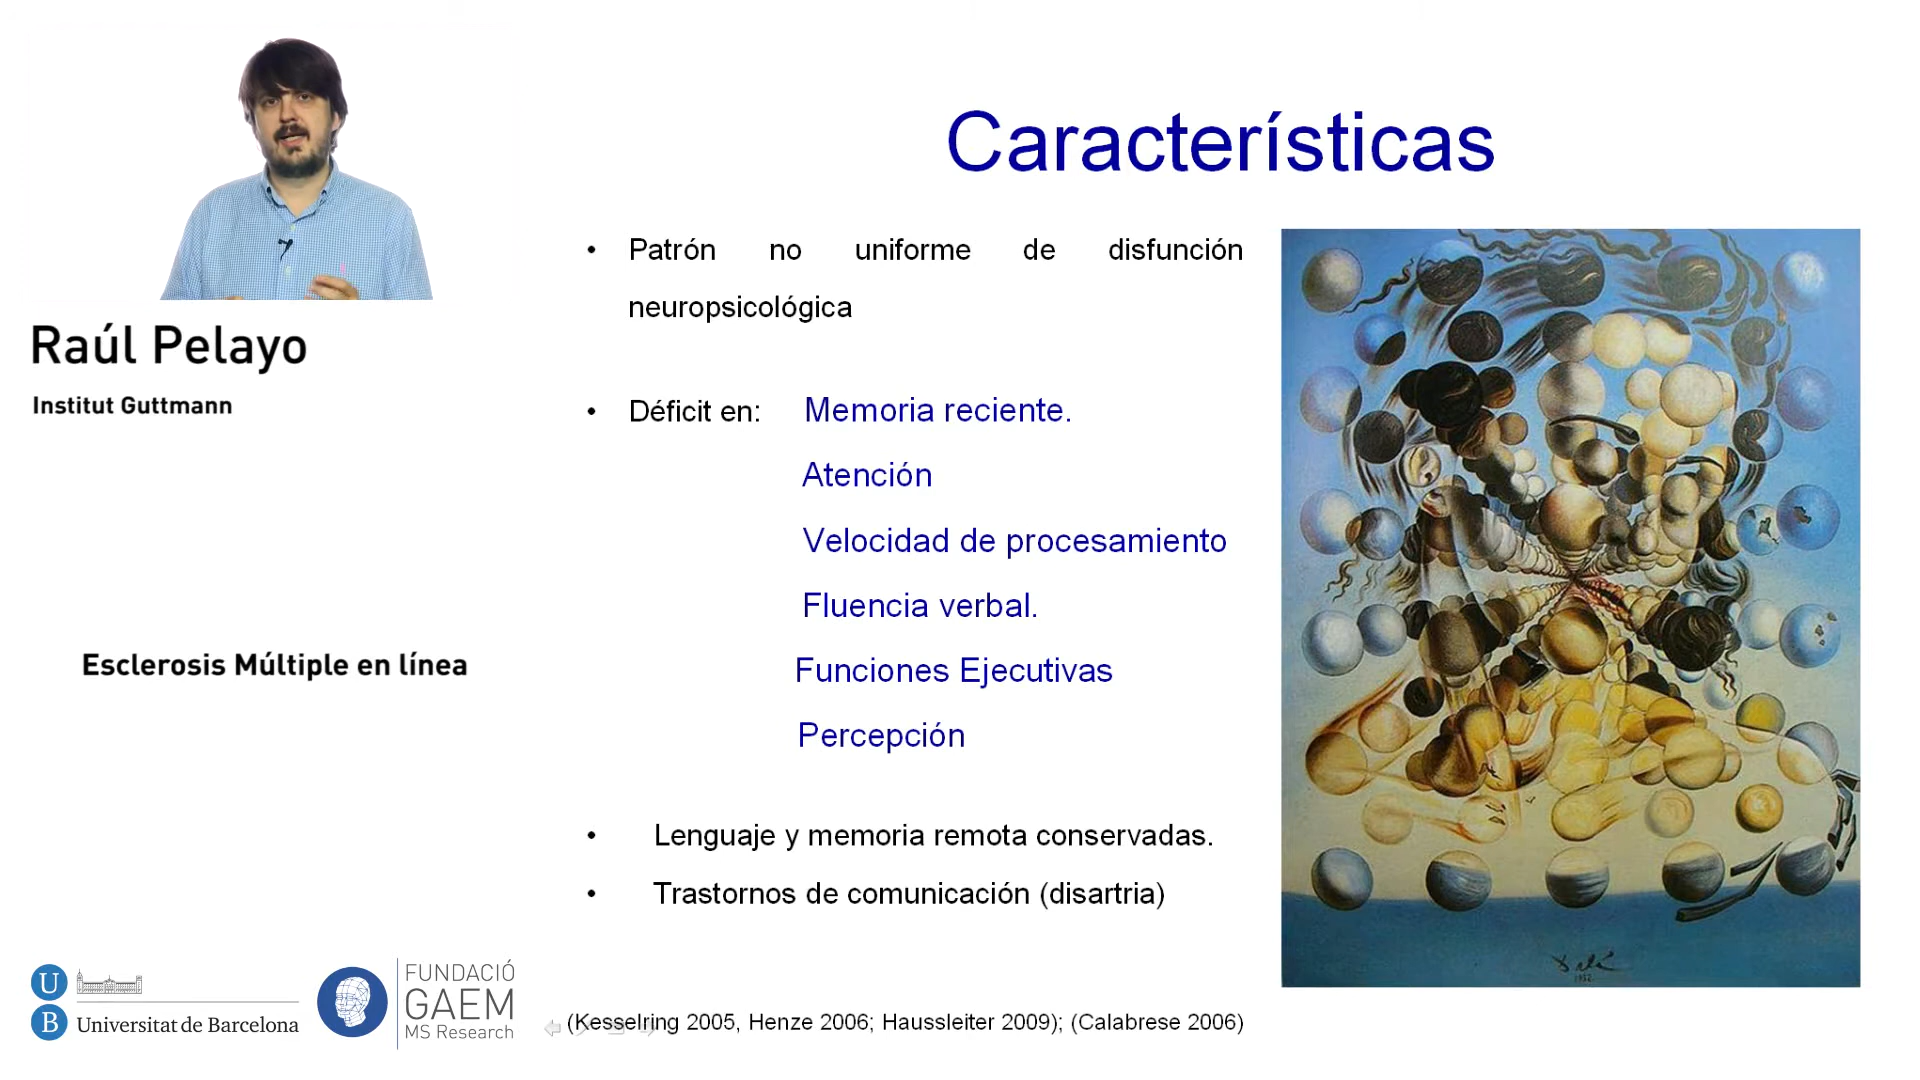 Características
Raúl Pelayo
Institut Guttmann
Esclerosis Múltiple en línea
• Patrón no uniforme de disfunción
neuropsicológica
• Déficit en: Memoria reciente.
Atención
Velocidad de procesamiento
Fluencia verbal.
Funciones Ejecutivas
Percepción
• Lenguaje y memoria remota conservadas.
• Trastornos de comunicación (disartria)
Dalí
1952
(Kesselring 2005, Henze 2006; Haussleiter 2009); (Calabrese 2006)
U
B
Universitat de Barcelona
FUNDACIÓ
GAEM
MS Research